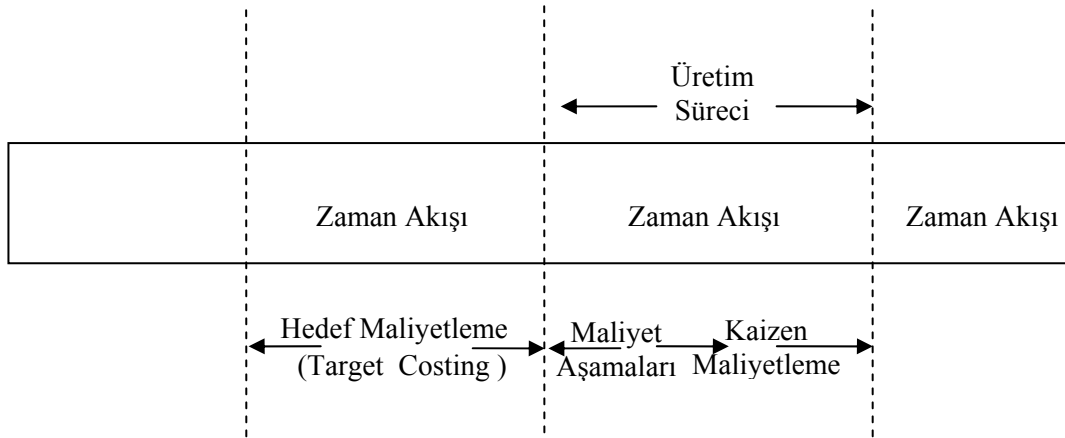 Üretim
Süreci
Zaman Akışı
Zaman Akışı
Zaman Akışı
Hedef Maliyetleme
(Target Costing )
Maliyet
Aşamaları
Kaizen
Maliyetleme